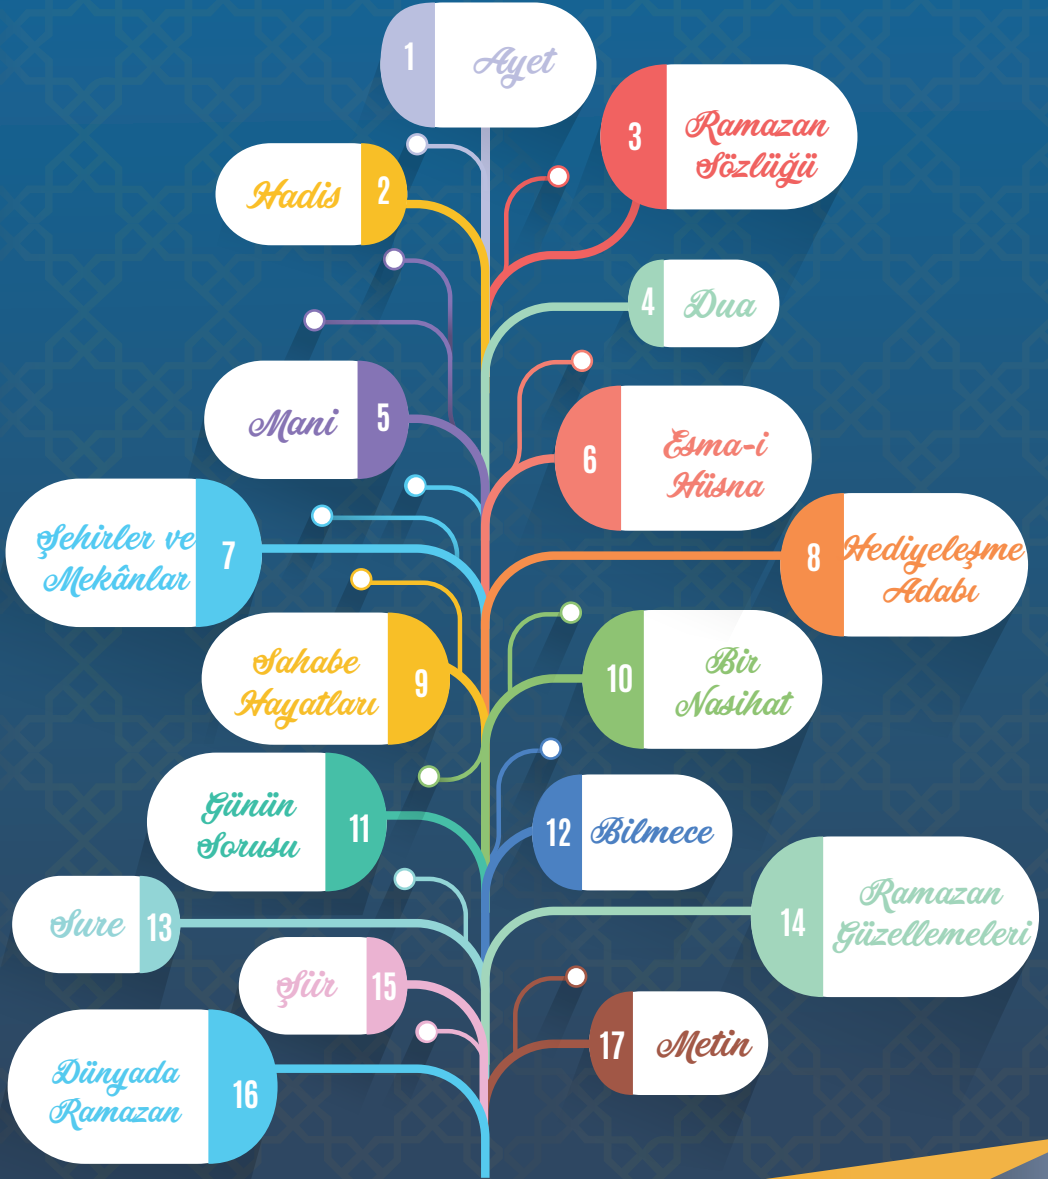 1
Ayet
2
Hadis
3
Ramazan
Sözlüğü
4
Dua
5
Mani
6
Esma-i
Hüsna
7
Şehirler ve
Mekânlar
8
Hediyeleşme
Adabı
9
Sahabe
Hayatları
10
Bir
Nasihat
11
Günün
Sorusu
12
Bilmece
13
Sure
14
Ramazan
Güzellemeleri
15
Şiir
16
Dünyada
Ramazan
17
Metin